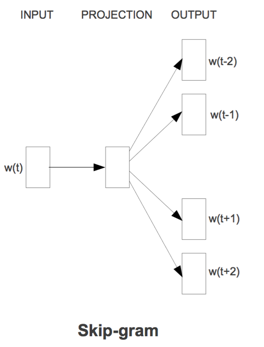 INPUT PROJECTION OUTPUT
w(t-2)
w(t-1)
w(t)
w(t+1)
w(t+2)
Skip-gram